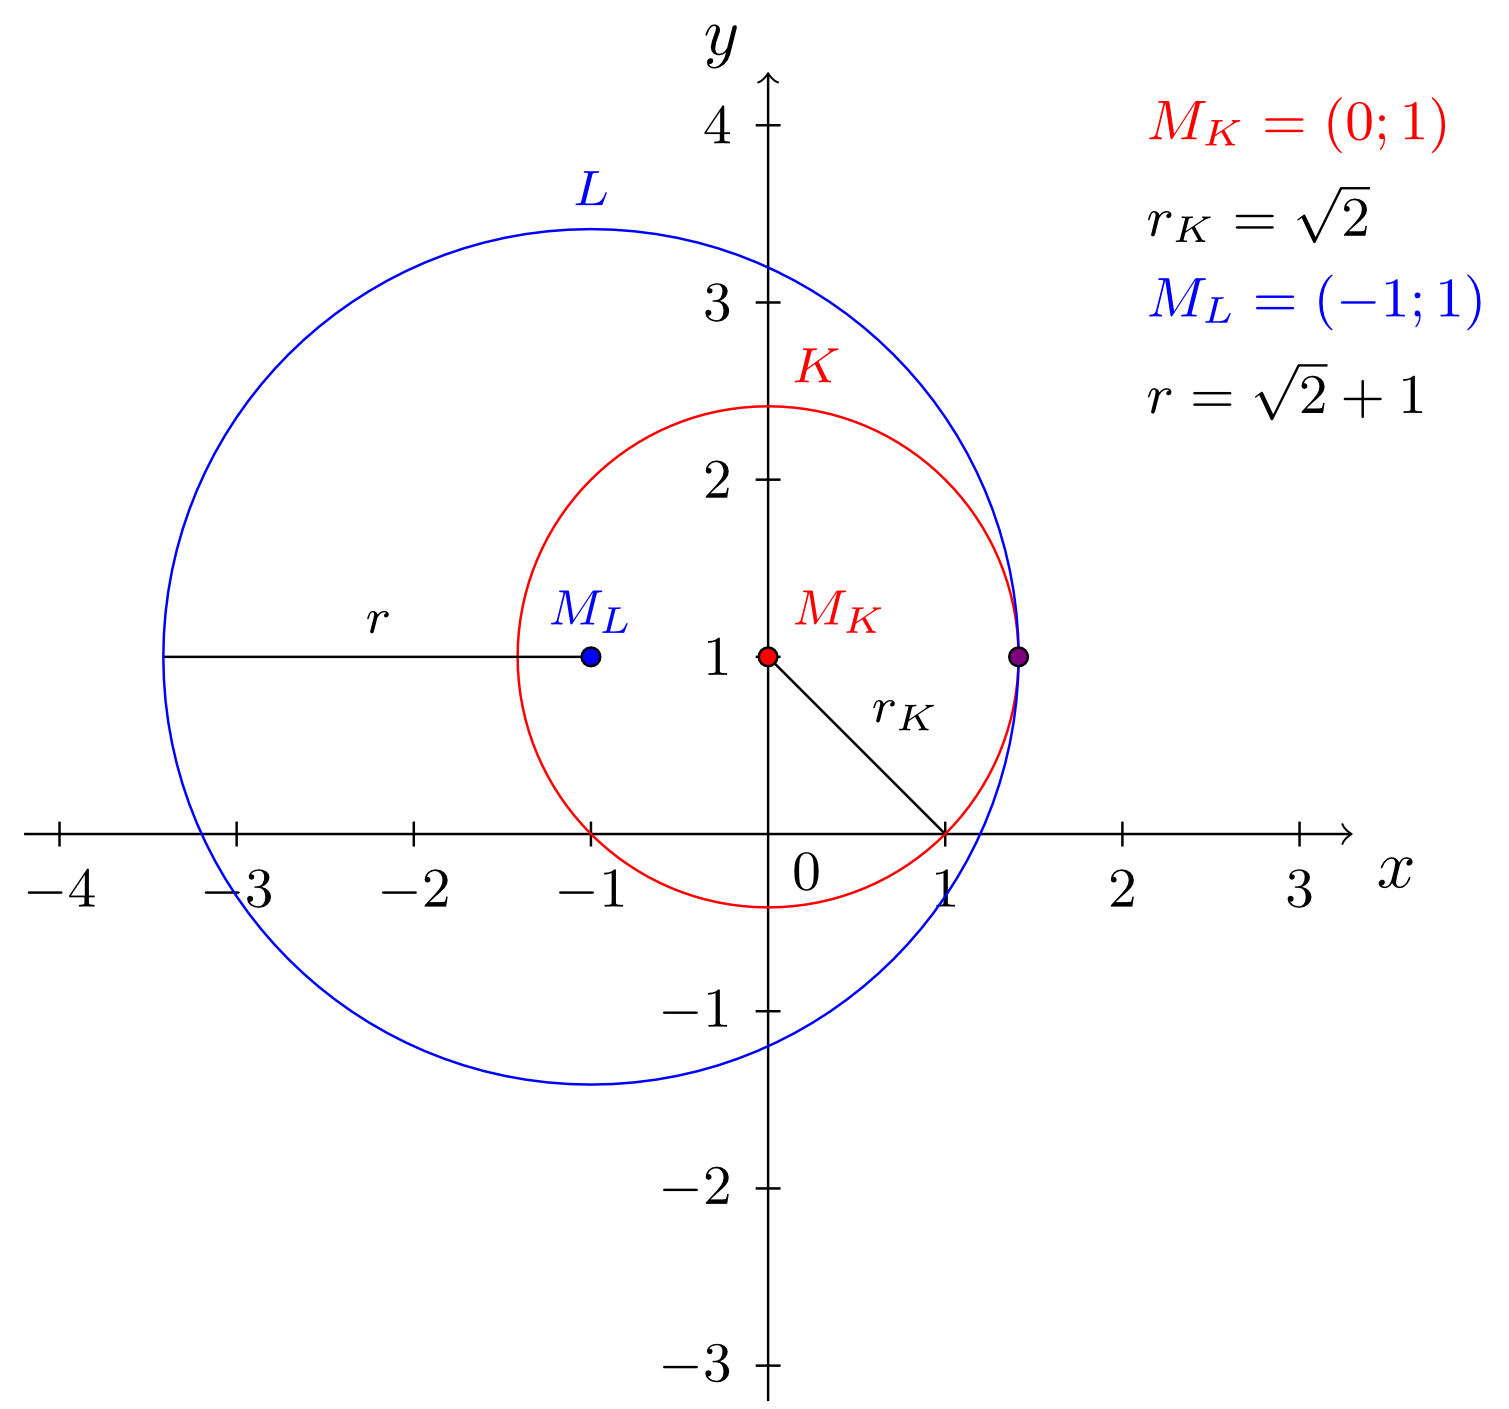 y
4
M_K = (0; 1)
L
r_K = √2
3
M_L = (−1; 1)
K
r = √2 + 1
2
r
M_L
M_K
1
r_K
−4 −3 −2 −1 0 1 2 3 x
−1
−2
−3